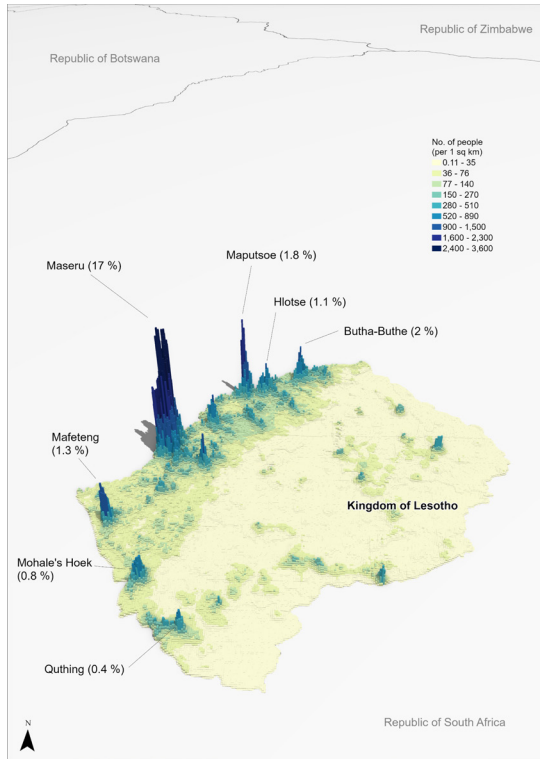 Republic of Zimbabwe
Republic of Botswana
No. of people
(per 1 sq km)
0.11 - 35
36 - 76
77 - 140
150 - 270
280 - 510
520 - 890
900 - 1,500
1,600 - 2,300
2,400 - 3,600
Maputsoe (1.8 %)
Maseru (17 %)
Hlotse (1.1 %)
Butha-Buthe (2 %)
Mafeteng
(1.3 %)
Kingdom of Lesotho
Mohale's Hoek
(0.8 %)
Quthing (0.4 %)
N
Republic of South Africa